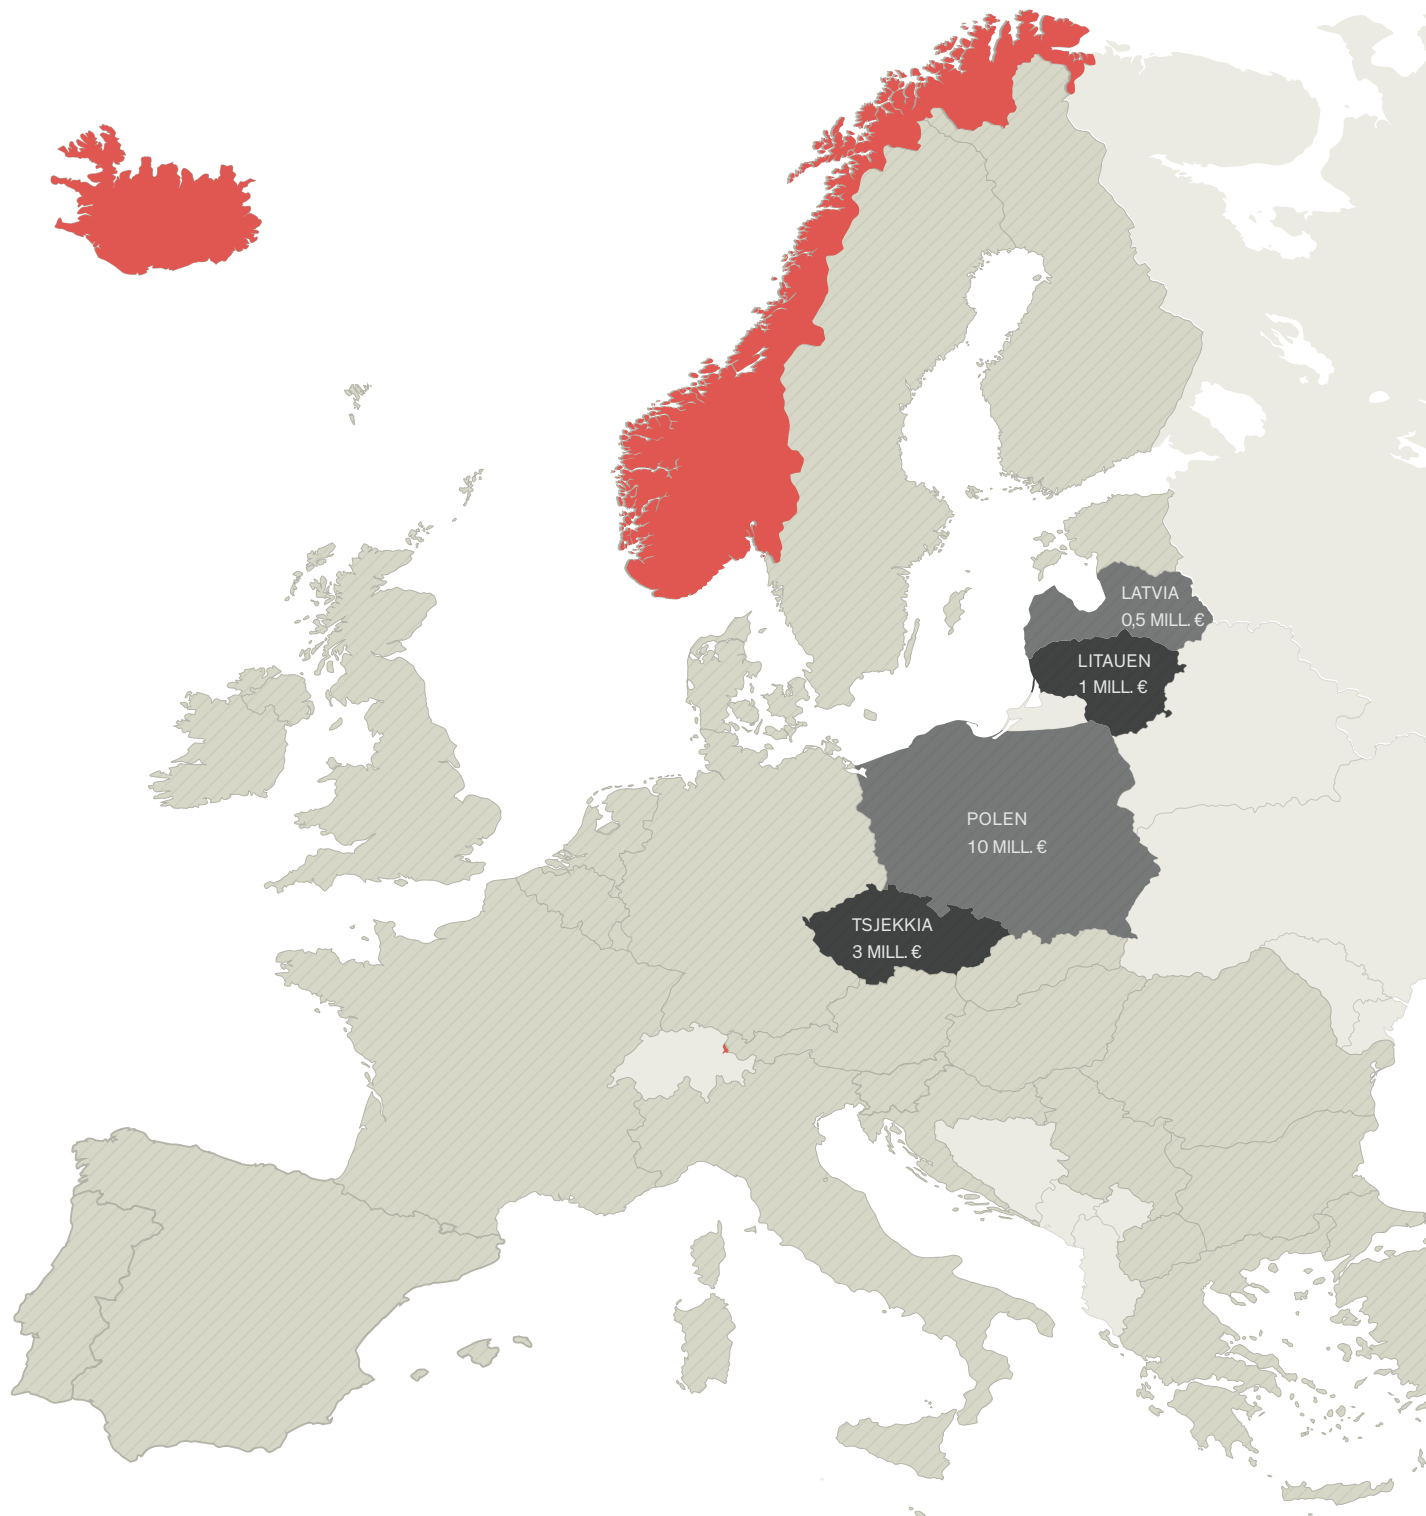 LATVIA
0,5 MILL. €
LITAUEN
1 MILL. €
POLEN
10 MILL. €
TSJEKKIA
3 MILL. €